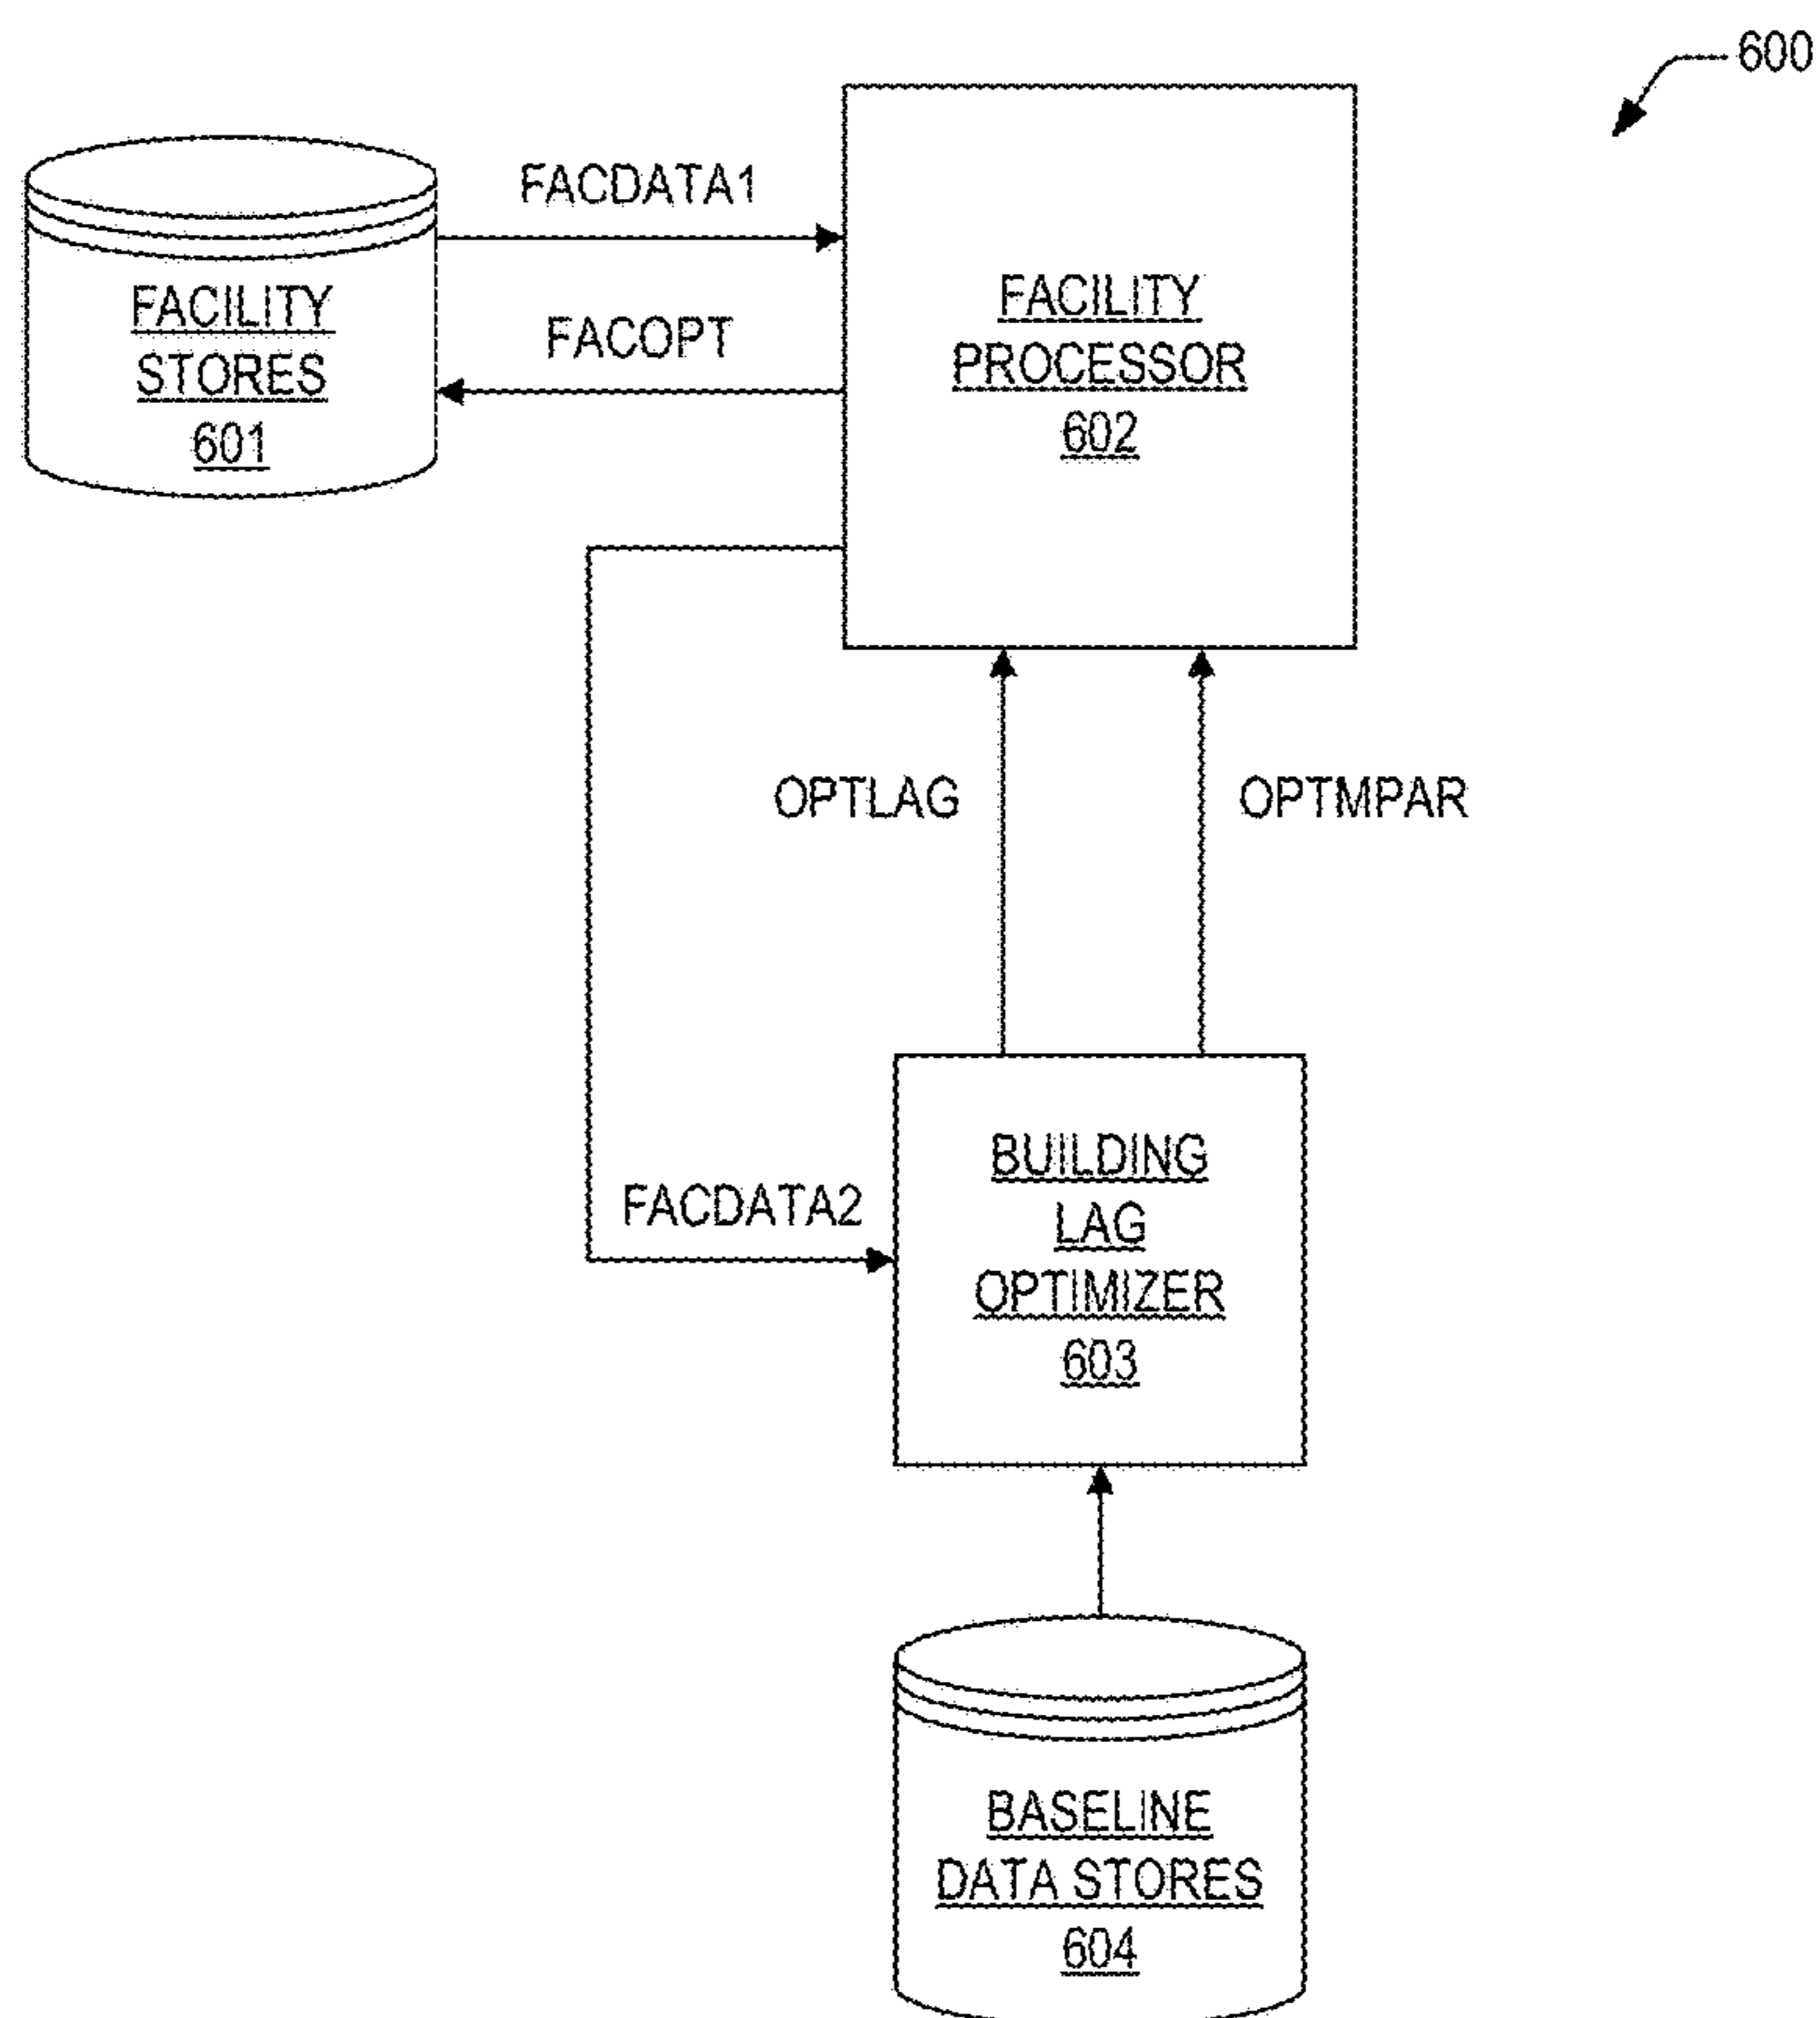 600
FACDATA1
FACILITY
STORES
601
FACOPT
FACILITY
PROCESSOR
602
OPTLAG
OPTMPAR
FACDATA2
BUILDING
LAG
OPTIMIZER
603
BASELINE
DATA STORES
604